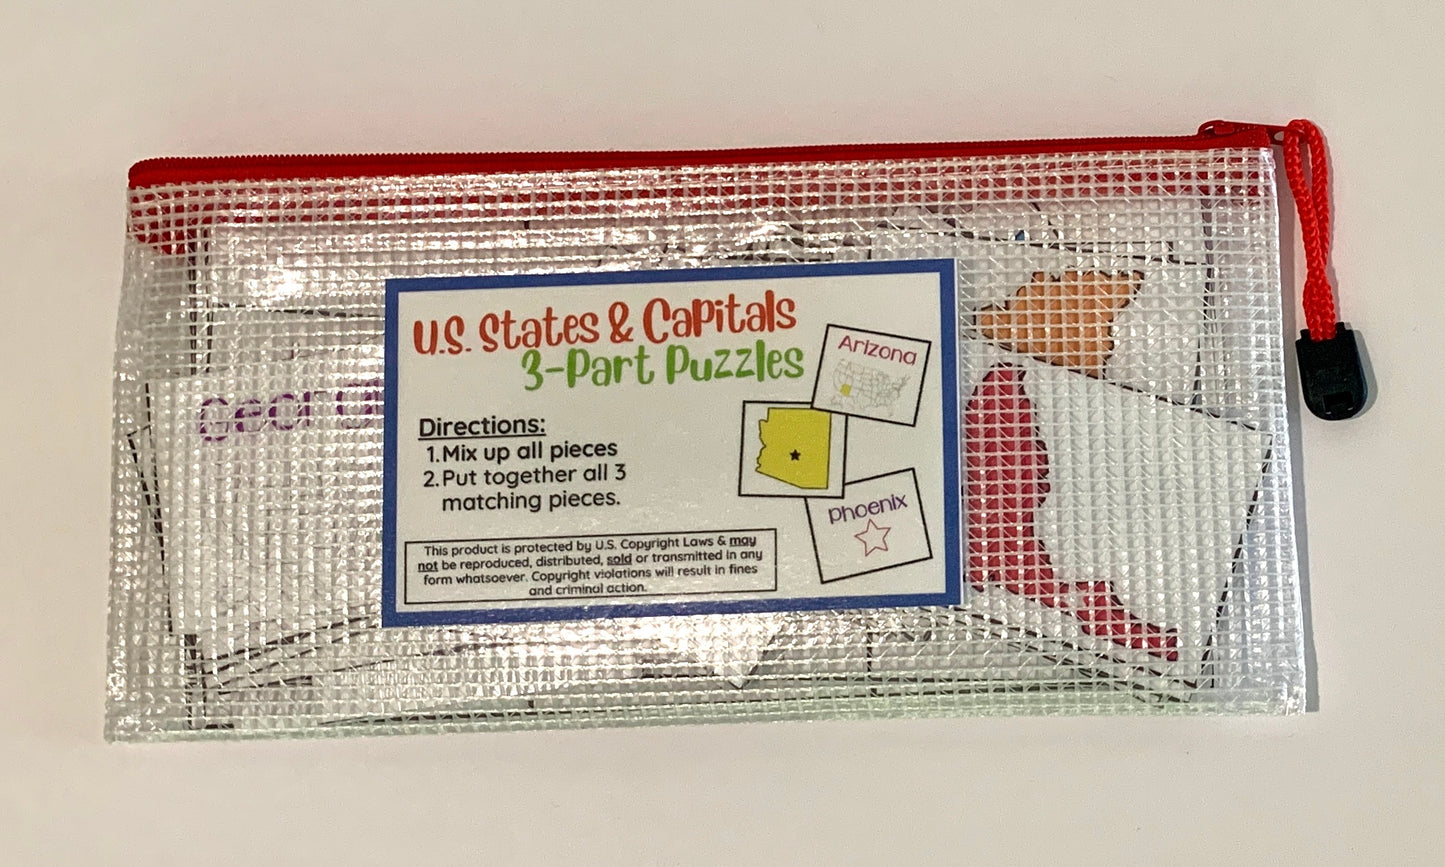 U.S. States & Capitals
3-Part Puzzles
Arizona
Directions:
1. Mix up all pieces
2. Put together all 3
matching pieces.
phoenix
This product is protected by U.S. Copyright Laws & may
not be reproduced, distributed, sold or transmitted in any
form whatsoever. Copyright violations will result in fines
and criminal action.